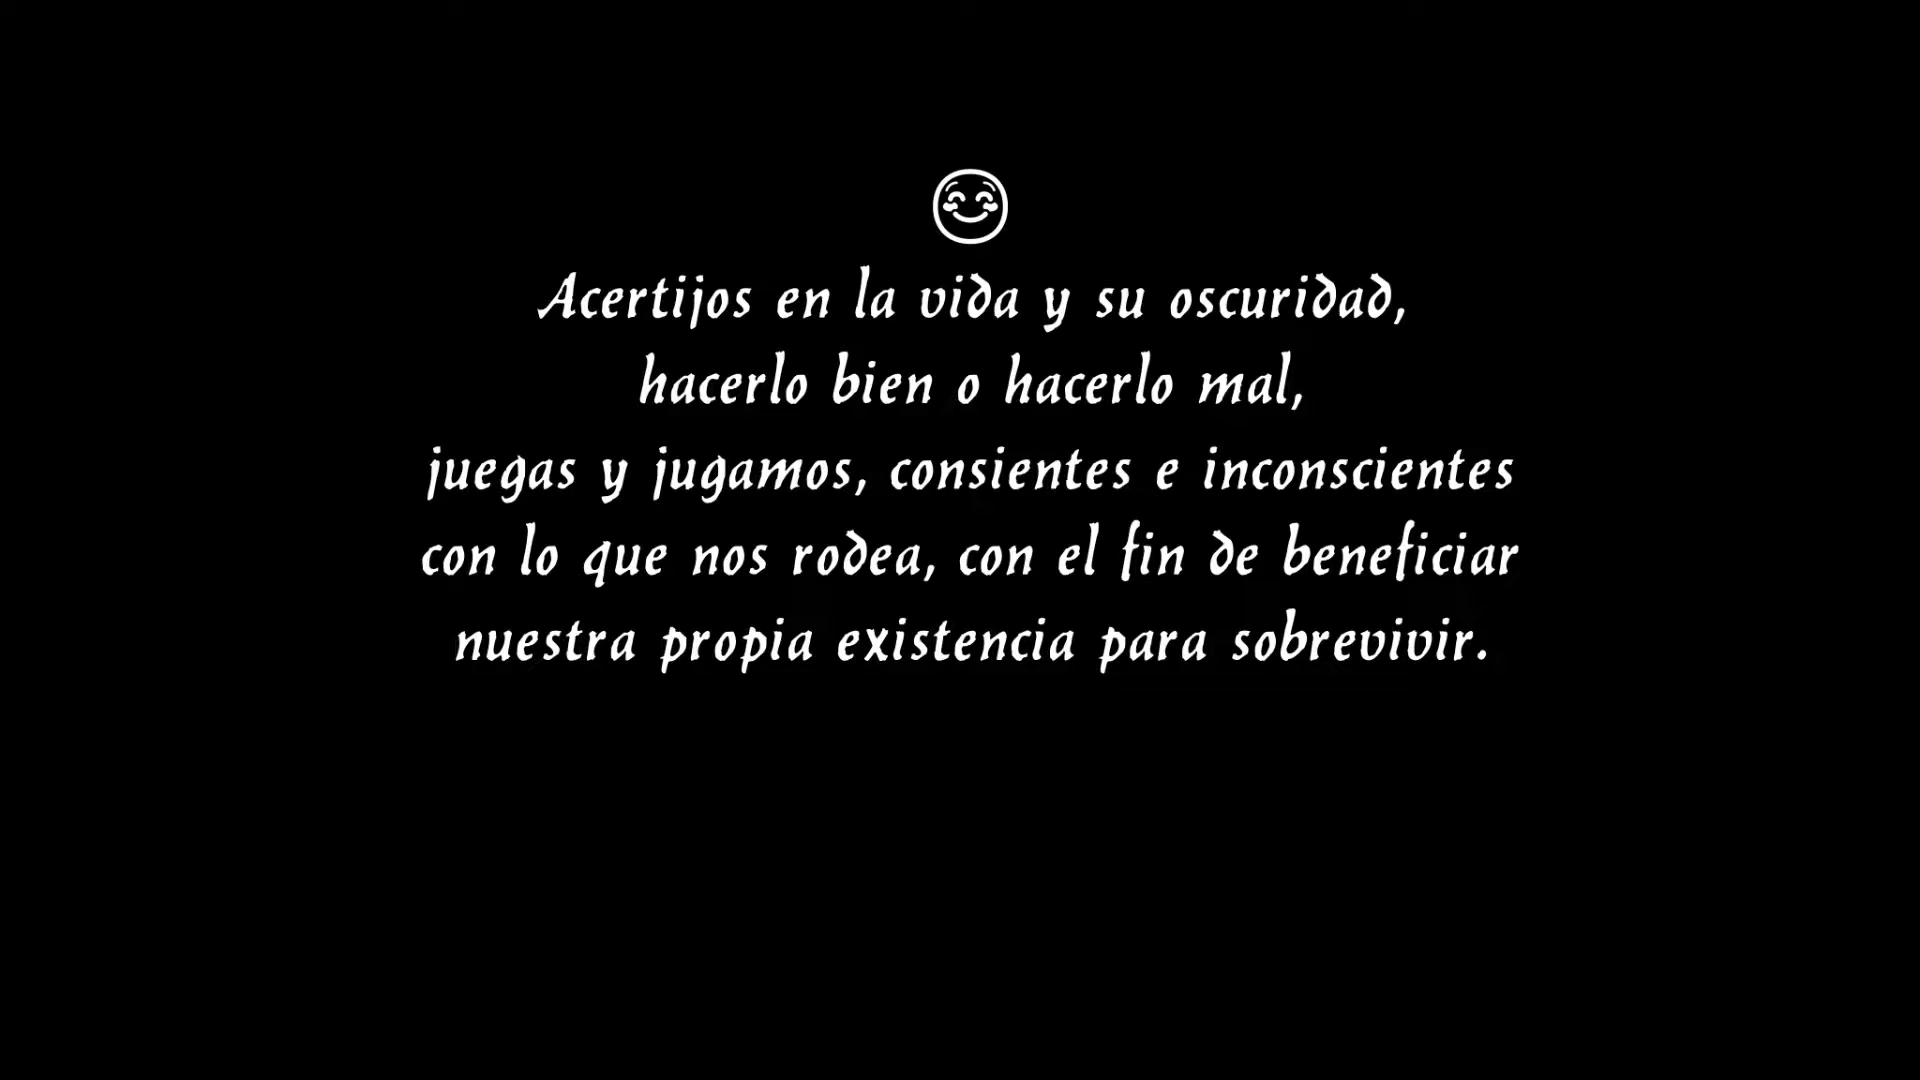 Acertijos en la vida y su oscuridad,
hacerlo bien o hacerlo mal,
juegas y jugamos, consientes e inconscientes
con lo que nos rodea, con el fin de beneficiar
nuestra propia existencia para sobrevivir.